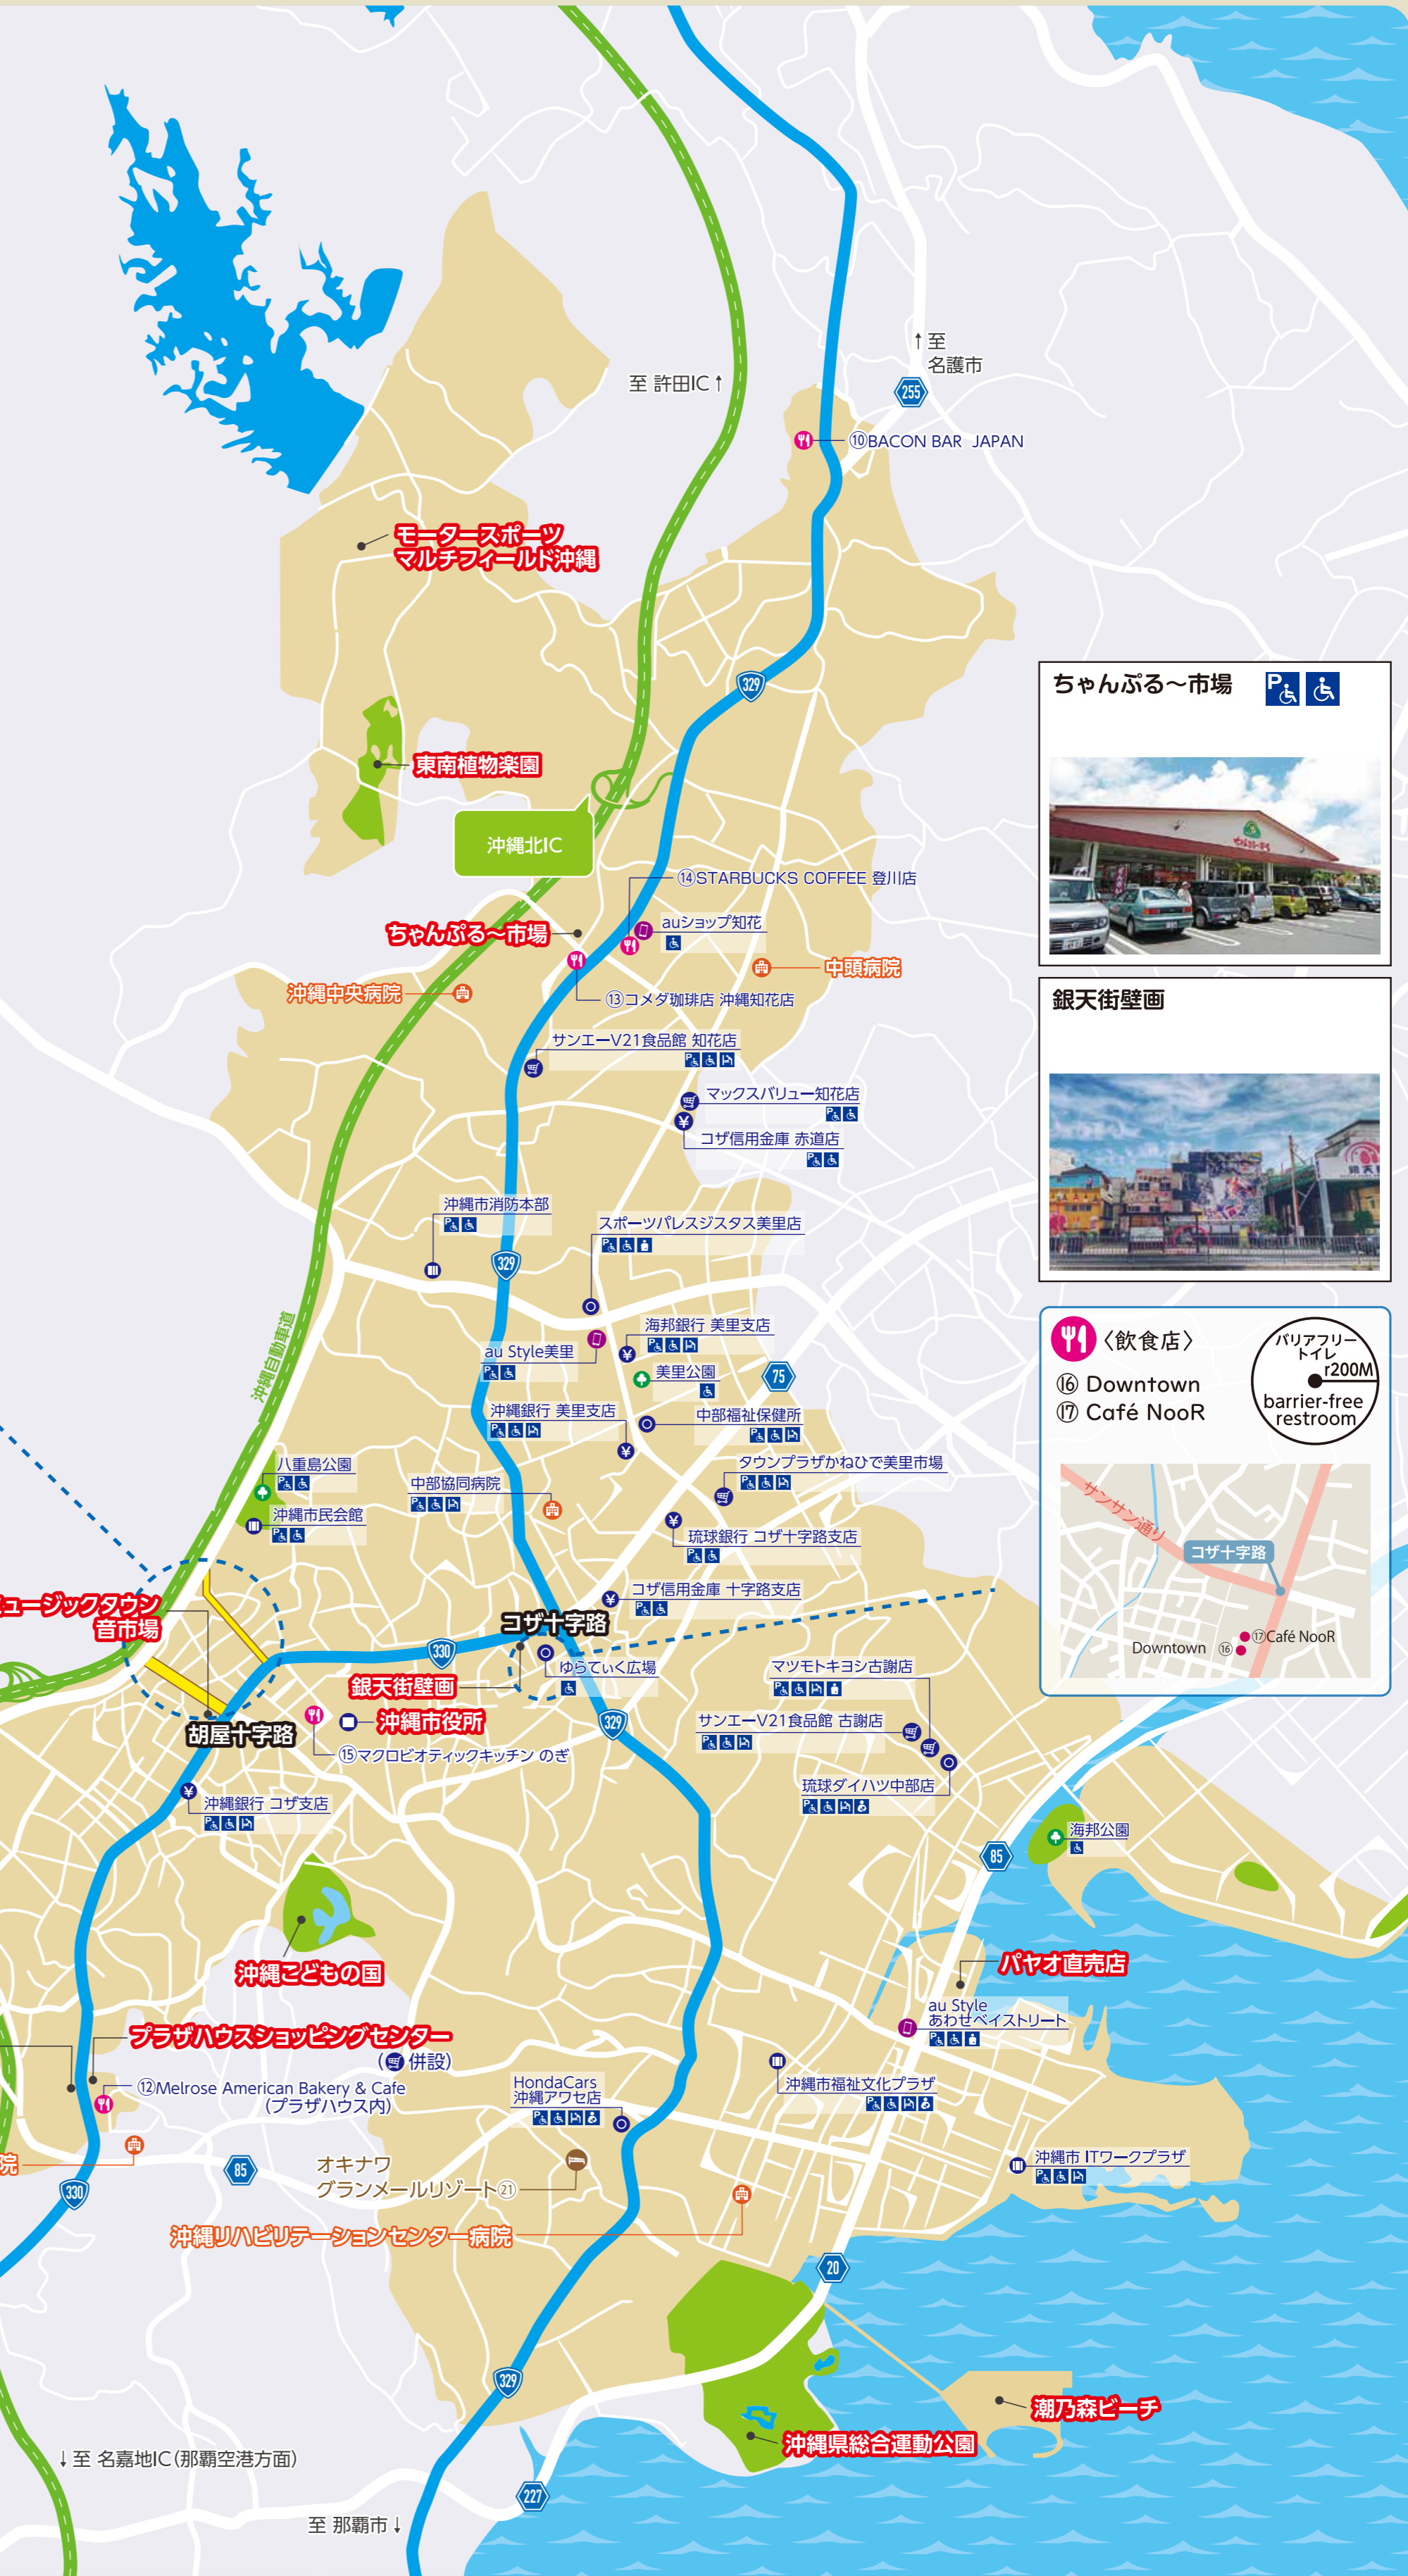 至 許田IC↑
↑至
名護市
255
⑩BACON BAR JAPAN
モータースポーツ
マルチフィールド沖縄
329
ちゃんぷる〜市場
P
東南植物楽園
沖縄北IC
⑭STARBUCKS COFFEE 登川店
auショップ知花
ちゃんぷる〜市場
中頭病院
沖縄中央病院
⑬コメダ珈琲店 沖縄知花店
銀天街壁画
サンエーV21食品館 知花店
マックスバリュー知花店
コザ信用金庫 赤道店
沖縄市消防本部
スポーツパレスジスタス美里店
329
沖縄自動車道
海邦銀行 美里支店
au Style美里
美里公園
75
沖縄銀行 美里支店
中部福祉保健所
〈飲食店〉
⑯ Downtown
⑰ Café NooR
バリアフリー
トイレ
r200M
barrier-free
restroom
タウンプラザかねひで美里市場
八重島公園
中部協同病院
沖縄市民会館
琉球銀行 コザ十字路支店
サンサン通り
コザ十字路
⑰Café NooR
Downtown ⑯
コザ信用金庫 十字路支店
ュージックタウン
音市場
コザ十字路
330
ゆらてぃく広場
銀天街壁画
マツモトキヨシ古謝店
沖縄市役所
胡屋十字路
329
サンエーV21食品館 古謝店
⑮マクロビオティックキッチン のぎ
琉球ダイハツ中部店
沖縄銀行 コザ支店
海邦公園
85
沖縄こどもの国
パヤオ直売店
au Style
あわせベイストリート
プラザハウスショッピングセンター
( 併設)
⑫Melrose American Bakery & Cafe
(プラザハウス内)
HondaCars
沖縄アワセ店
沖縄市福祉文化プラザ
院
85
オキナワ
グランメールリゾート㉑
沖縄市 ITワークプラザ
330
沖縄リハビリテーションセンター病院
20
329
潮乃森ビーチ
沖縄県総合運動公園
↓至 名嘉地IC(那覇空港方面)
227
至 那覇市↓